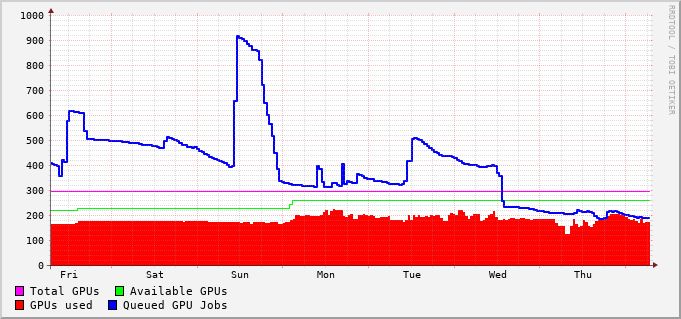 1000
900
800
700
600
500
400
300
200
100
0
Fri Sat Sun Mon Tue Wed Thu
Total GPUs Available GPUs
GPUs used Queued GPU Jobs
RRDTOOL / TOBI OETIKER